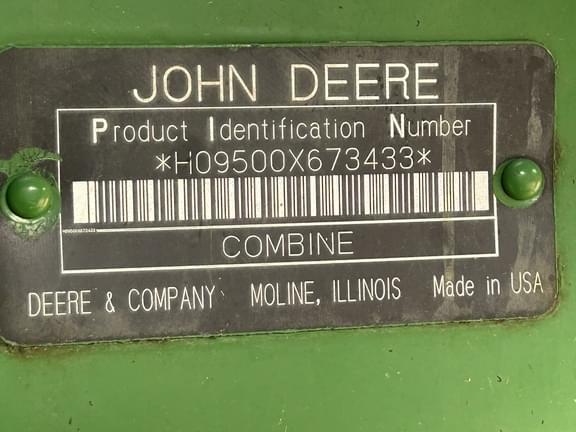 JOHN DEERE
Product Identification Number
*H09500X673433*
COMBINE
DEERE & COMPANY MOLINE, ILLINOIS Made in USA